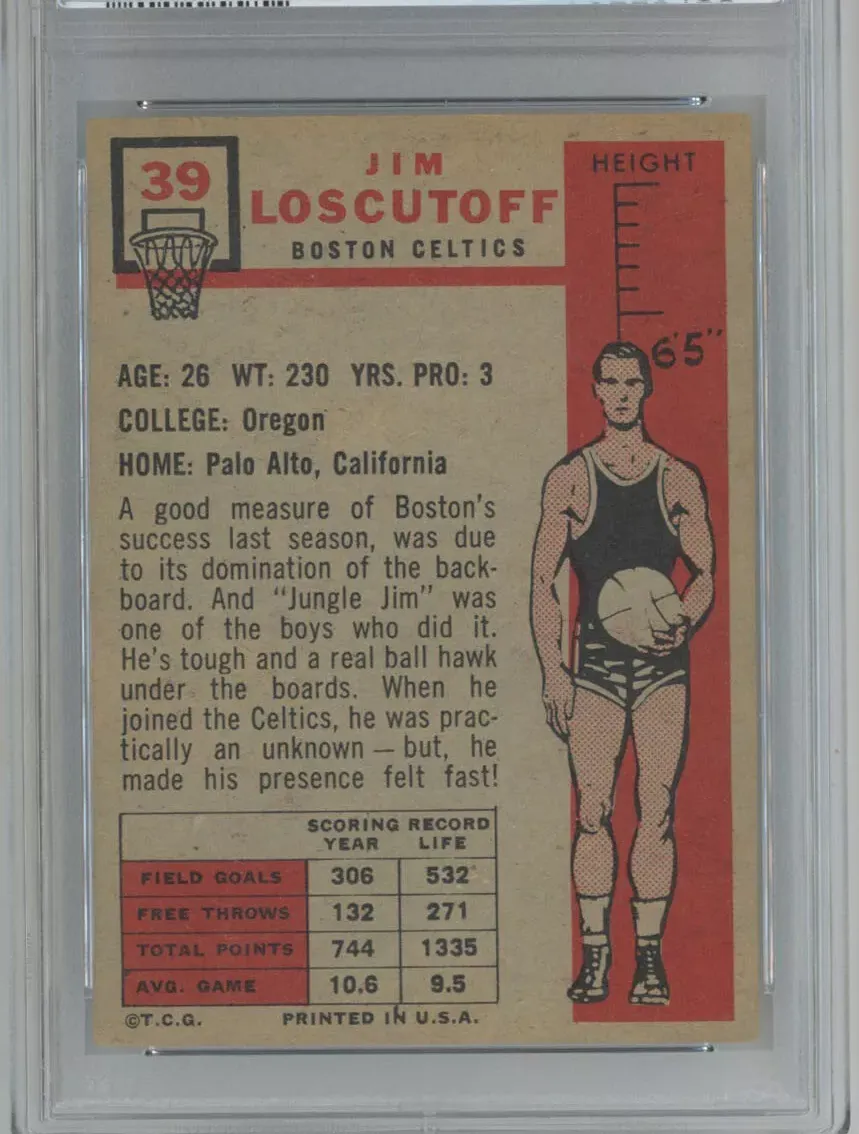 39
JIM
LOSCUTOFF
BOSTON CELTICS
HEIGHT
6'5"
AGE: 26 WT: 230 YRS. PRO: 3
COLLEGE: Oregon
HOME: Palo Alto, California
A good measure of Boston's
success last season, was due
to its domination of the back-
board. And "Jungle Jim" was
one of the boys who did it.
He's tough and a real ball hawk
under the boards. When he
joined the Celtics, he was prac-
tically an unknown — but, he
made his presence felt fast!
SCORING RECORD
YEAR LIFE
FIELD GOALS 306 532
FREE THROWS 132 271
TOTAL POINTS 744 1335
AVG. GAME 10.6 9.5
©T.C.G. PRINTED IN U.S.A.